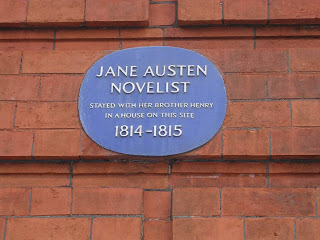 JANE AUSTEN
NOVELIST
STAYED WITH HER BROTHER HENRY
IN A HOUSE ON THIS SITE
1814-1815